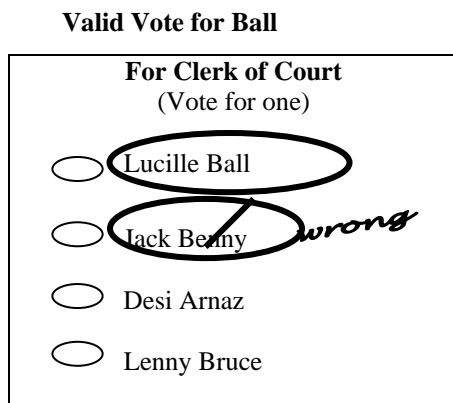 Valid Vote for Ball
For Clerk of Court
(Vote for one)
Lucille Ball
Jack Benny wrong
Desi Arnaz
Lenny Bruce